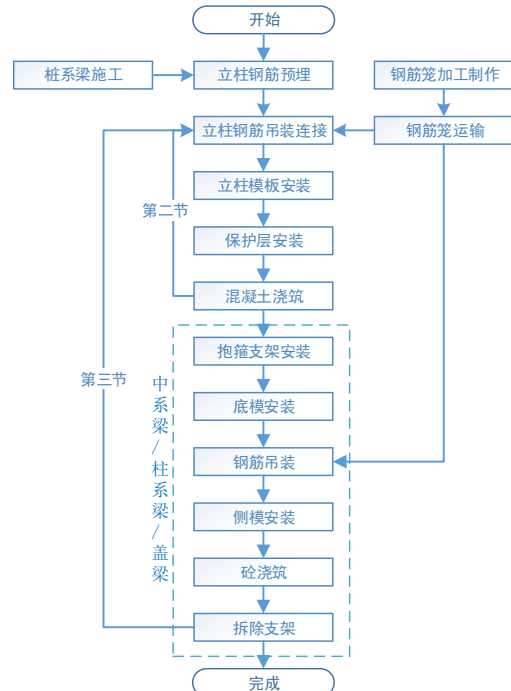 开始
桩系梁施工
立柱钢筋预埋
钢筋笼加工制作
立柱钢筋吊装连接
钢筋笼运输
立柱模板安装
第二节
保护层安装
混凝土浇筑
抱箍支架安装
第三节
中系梁/柱系梁/盖梁
底模安装
钢筋吊装
侧模安装
砼浇筑
拆除支架
完成